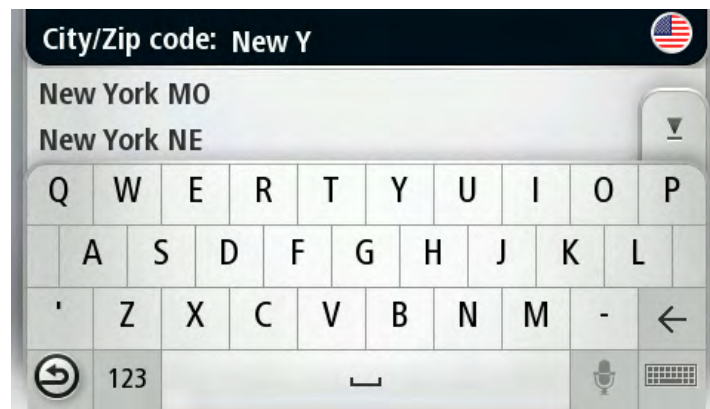 City/Zip code: New Y
New York MO
New York NE
Q W E R T Y U I O P
A S D F G H J K L
' Z X C V B N M -
123